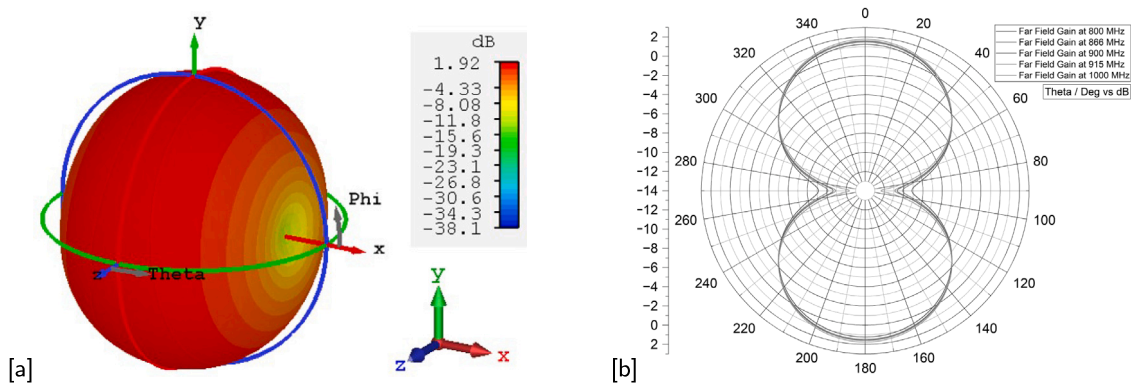 y
dB
1.92
-4.33
-8.08
-11.8
-15.6
-19.3
-23.1
-26.8
-30.6
-34.3
-38.1
Phi
x
z
Theta
y
z
x
[a]
2
0
-2
-4
-6
-8
-10
-12
-14
-12
-10
-8
-6
-4
-2
0
2
0
20
40
60
80
100
120
140
160
180
200
220
240
260
280
300
320
340
Far Field Gain at 800 MHz
Far Field Gain at 866 MHz
Far Field Gain at 900 MHz
Far Field Gain at 915 MHz
Far Field Gain at 1000 MHz
Theta / Deg vs dB
[b]